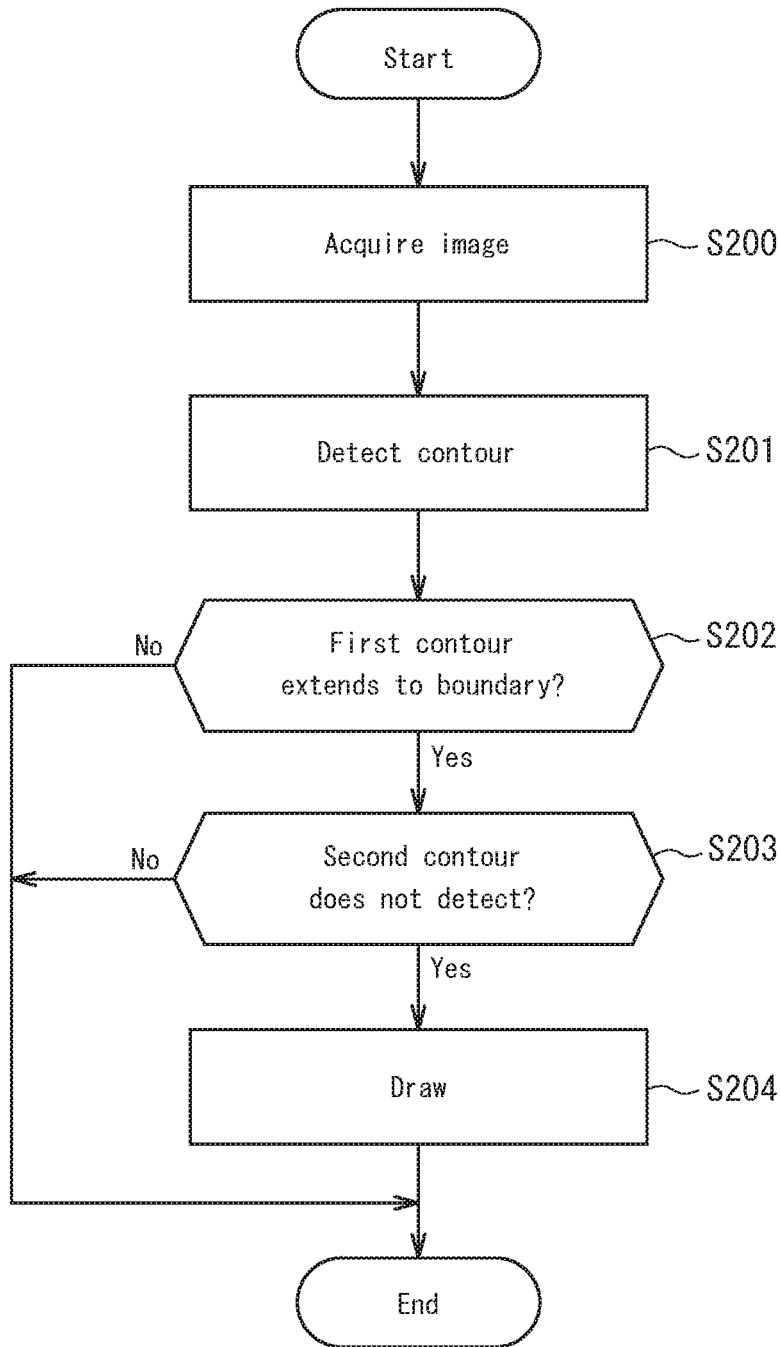 Start
Acquire image
S200
Detect contour
S201
First contour
extends to boundary?
S202
No
Yes
Second contour
does not detect?
S203
No
Yes
Draw
S204
End